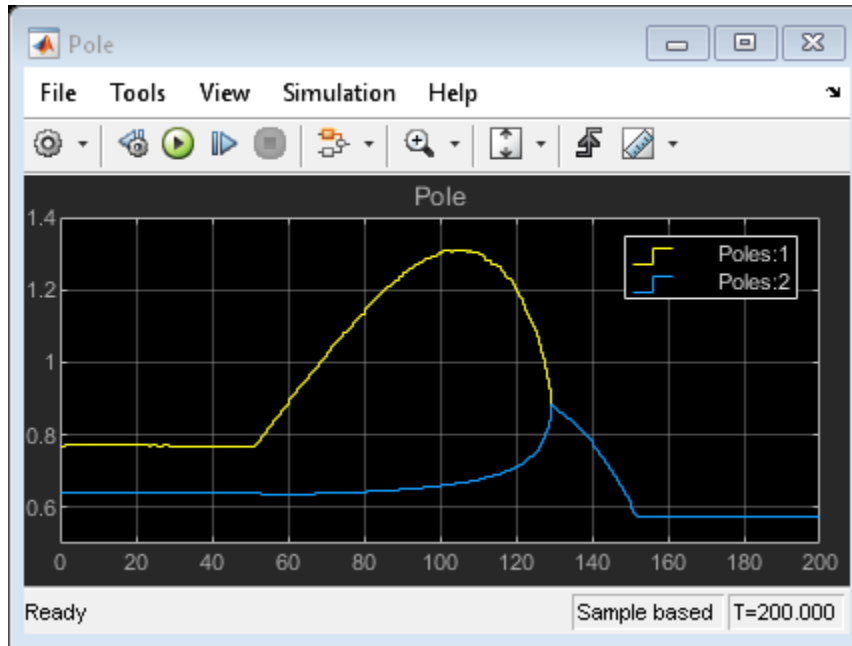 Pole
File Tools View Simulation Help
Pole
1.4
1.2
1
0.8
0.6
Poles:1
Poles:2
0 20 40 60 80 100 120 140 160 180 200
Ready
Sample based T=200.000